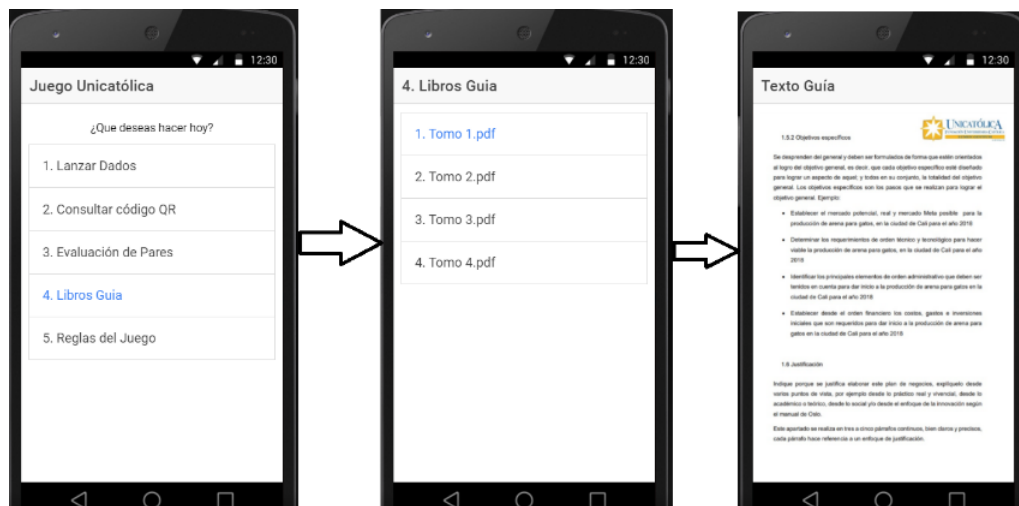 12:30
Juego Unicatólica
¿Que deseas hacer hoy?
1. Lanzar Dados
2. Consultar código QR
3. Evaluación de Pares
4. Libros Guia
5. Reglas del Juego
12:30
4. Libros Guia
1. Tomo 1.pdf
2. Tomo 2.pdf
3. Tomo 3.pdf
4. Tomo 4.pdf
12:30
Texto Guía
UNICATÓLICA
1.5.2 Objetivos específicos
Se desprenden del general y deben ser formulados de forma que estén orientados
al logro del objetivo general, es decir, que cada objetivo específico esté diseñado
para lograr un aspecto de aquel, y todos en su conjunto, la totalidad del objetivo
general. Los objetivos específicos son los pasos que se realizan para lograr el
objetivo general. Ejemplo:
• Establecer el mercado potencial, real y mercado Meta posible para la
producción de arena para gatos, en la ciudad de Cali para el año 2018
• Determinar los requerimientos de orden técnico y tecnológico para hacer
viable la producción de arena para gatos, en la ciudad de Cali para el año
2018
• Identificar los principales elementos de orden administrativo que deben ser
tenidos en cuenta para dar inicio a la producción de arena para gatos en la
ciudad de Cali para el año 2018
• Establecer desde el orden financiero los costos, gastos e inversiones
iniciales que son requeridos para dar inicio a la producción de arena para
gatos en la ciudad de Cali para el año 2018
1.6 Justificación
Indique porque se justifica elaborar este plan de negocios, explíquelo desde
varios puntos de vista, por ejemplo desde lo práctico real y vivencial, desde lo
académico o teórico, desde lo social y/o desde el enfoque de la innovación según
el manual de Oslo.
Este apartado se realiza en tres a cinco párrafos continuos, bien claros y precisos,
cada párrafo hace referencia a un enfoque de justificación.